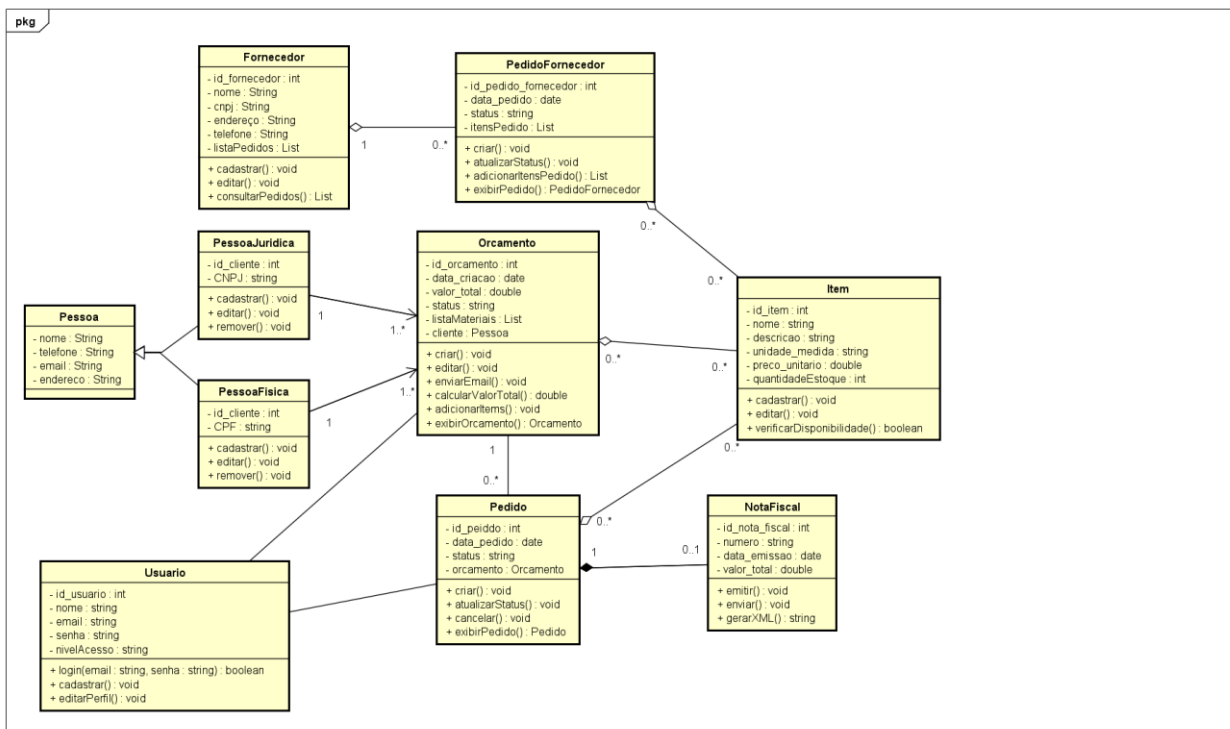 pkg
Fornecedor
- id_fornecedor : int
- nome : String
- cnpj : String
- endereço : String
- telefone : String
- listaPedidos : List
+ cadastrar() : void
+ editar() : void
+ consultarPedidos() : List
1
0..*
PedidoFornecedor
- id_pedido_fornecedor : int
- data_pedido : date
- status : string
- itensPedido : List
+ criar() : void
+ atualizarStatus() : void
+ adicionarItensPedido() : List
+ exibirPedido() : PedidoFornecedor
0..*
0..*
PessoaJuridica
- id_cliente : int
- CNPJ : string
+ cadastrar() : void
+ editar() : void
+ remover() : void
1
1..*
Orcamento
- id_orcamento : int
- data_criacao : date
- valor_total : double
- status : string
- listaMateriais : List
- cliente : Pessoa
+ criar() : void
+ editar() : void
+ enviarEmail() : void
+ calcularValorTotal() : double
+ adicionarItems() : void
+ exibirOrcamento() : Orcamento
0..*
0..*
Item
- id_item : int
- nome : string
- descricao : string
- unidade_medida : string
- preco_unitario : double
- quantidadeEstoque : int
+ cadastrar() : void
+ editar() : void
+ verificarDisponibilidade() : boolean
0..*
Pessoa
- nome : String
- telefone : String
- email : String
- endereco : String
PessoaFisica
- id_cliente : int
- CPF : string
+ cadastrar() : void
+ editar() : void
+ remover() : void
1
1..*
1
0..*
Pedido
- id_peiddo : int
- data_pedido : date
- status : string
- orcamento : Orcamento
+ criar() : void
+ atualizarStatus() : void
+ cancelar() : void
+ exibirPedido() : Pedido
0..*
1
0..1
NotaFiscal
- id_nota_fiscal : int
- numero : string
- data_emissao : date
- valor_total : double
+ emitir() : void
+ enviar() : void
+ gerarXML() : string
Usuario
- id_usuario : int
- nome : string
- email : string
- senha : string
- nivelAcesso : string
+ login(email : string, senha : string) : boolean
+ cadastrar() : void
+ editarPerfil() : void